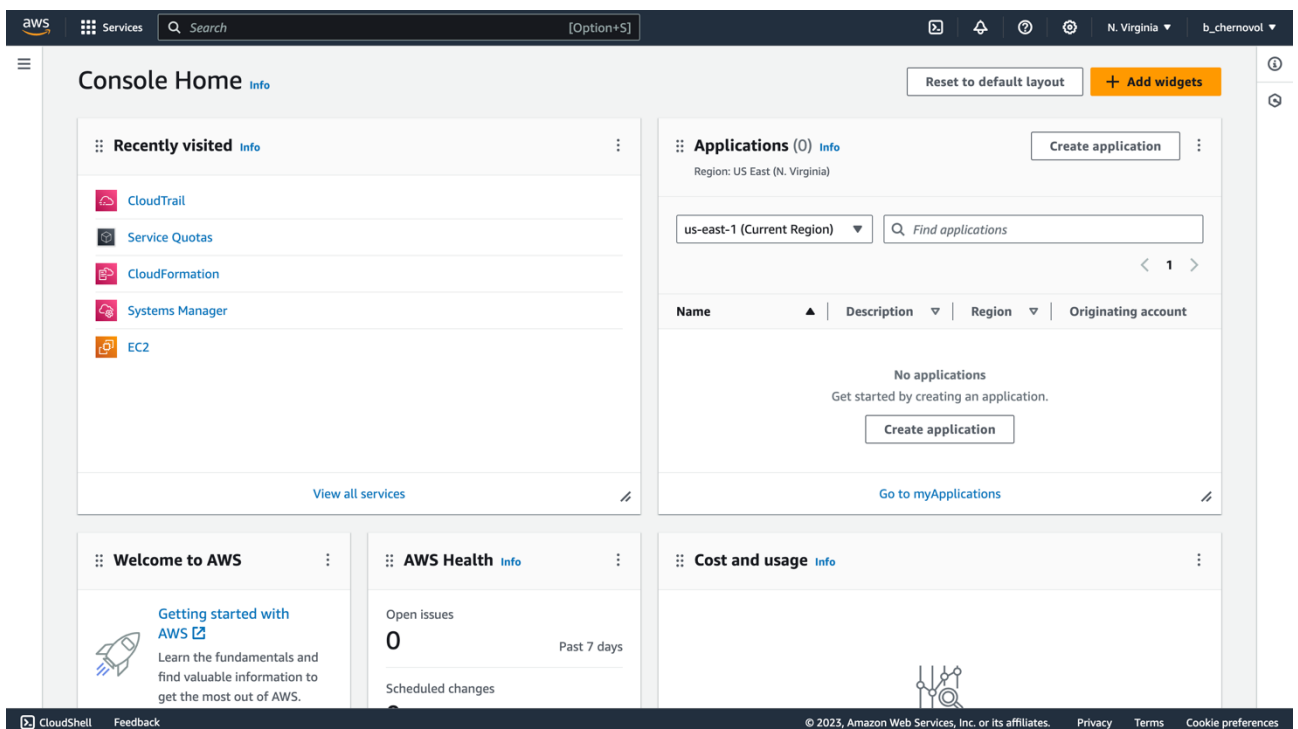 aws
Services
Search
[Option+S]
N. Virginia
b_chernovol
Console Home Info
Reset to default layout
Add widgets
Recently visited Info
CloudTrail
Service Quotas
CloudFormation
Systems Manager
EC2
View all services
Applications (0) Info
Region: US East (N. Virginia)
Create application
us-east-1 (Current Region)
Find applications
1
Name Description Region Originating account
No applications
Get started by creating an application.
Create application
Go to myApplications
Welcome to AWS
Getting started with
AWS
Learn the fundamentals and
find valuable information to
get the most out of AWS.
AWS Health Info
Open issues
0 Past 7 days
Scheduled changes
Cost and usage Info
CloudShell Feedback
© 2023, Amazon Web Services, Inc. or its affiliates. Privacy Terms Cookie preferences